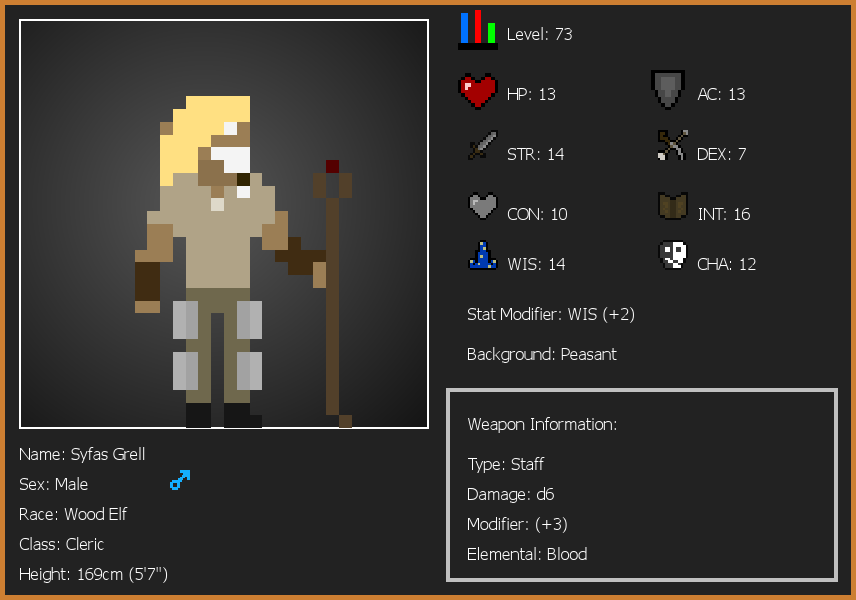 Level: 73
HP: 13
AC: 13
STR: 14
DEX: 7
CON: 10
INT: 16
WIS: 14
CHA: 12
Stat Modifier: WIS (+2)
Background: Peasant
Weapon Information:
Type: Staff
Damage: d6
Modifier: (+3)
Elemental: Blood
Name: Syfas Grell
Sex: Male
Race: Wood Elf
Class: Cleric
Height: 169cm (5'7")